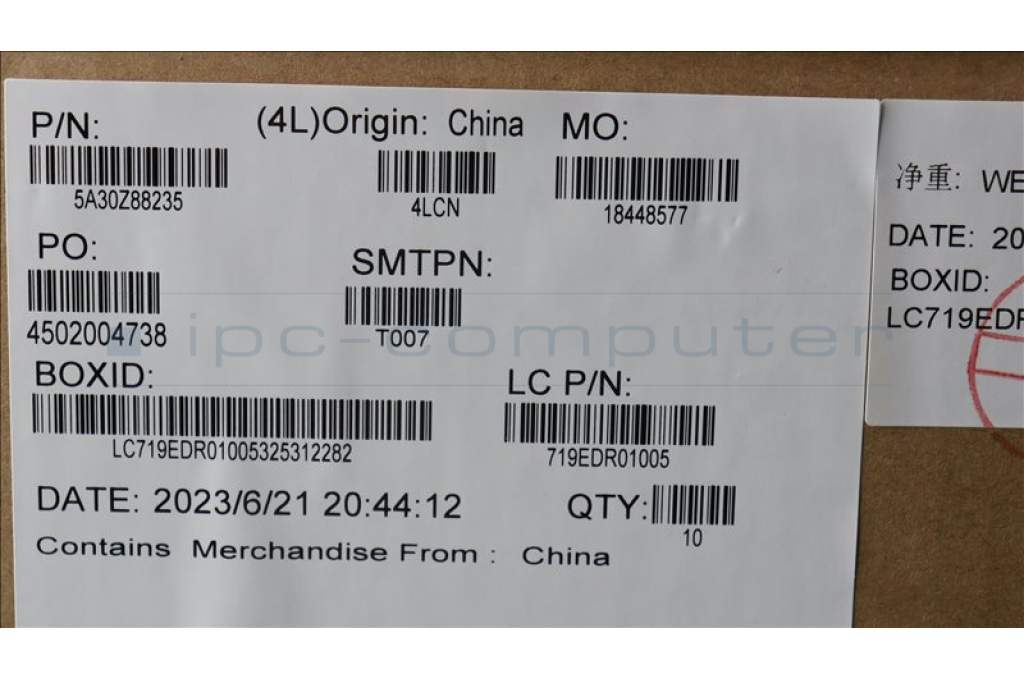 P/N: (4L)Origin: China MO:
5A30Z88235 4LCN 18448577
PO: SMTPN:
4502004738 T007
ipc-computer
BOXID: LC P/N:
LC719EDR01005325312282 719EDR01005
DATE: 2023/6/21 20:44:12 QTY:
10
Contains Merchandise From : China
净重: WE
DATE: 20
BOXID:
LC719EDR